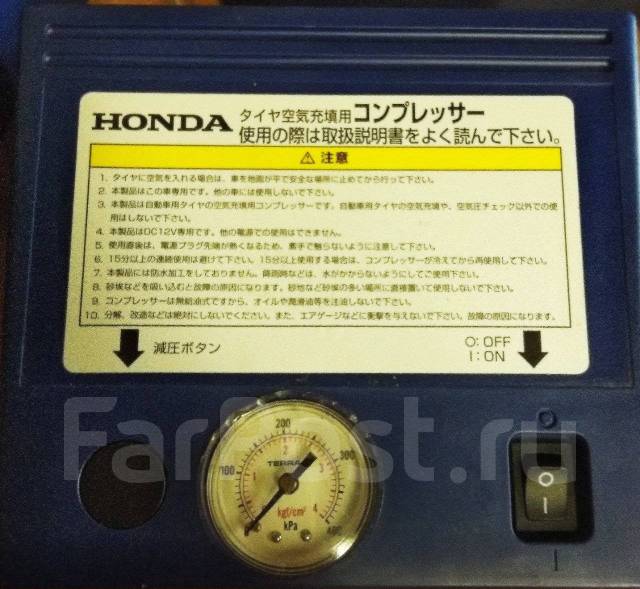 HONDA タイヤ空気充填用コンプレッサー
使用の際は取扱説明書をよく読んで下さい。
⚠ 注意
1. タイヤに空気を入れる場合は、車を地面が平で安全な場所に止めてから行って下さい。
2. 本製品はこの車専用です。他の車には使用しないで下さい。
3. 本製品は自動車用タイヤの空気充填用コンプレッサーです。自動車用タイヤの空気充填や、空気圧チェック以外での使用はしないで下さい。
4. 本製品はDC12V専用です。他の電源での使用はできません。
5. 使用直後は、電源プラグ先端が熱くなるため、素手で触らないように注意して下さい。
6. 15分以上の連続使用は避けて下さい。15分以上使用する場合は、コンプレッサーが冷えてから再使用して下さい。
7. 本製品には防水加工をしておりません。降雨時などは、水がかからないようにしてご使用下さい。
8. 砂埃などを吸い込むと故障の原因になります。砂地など砂埃の多い場所に直接置いて使用しないで下さい。
9. コンプレッサーは無給油式ですから、オイルや潤滑油等を注油しないで下さい。
10. 分解、改造などは絶対にしないでください。また、エアゲージなどに衝撃を与えないで下さい。故障の原因になります。
減圧ボタン
O:OFF
I:ON
100 200 300 400
1 2 3 4
TERRA
kgf/cm²
kPa
O
I
O
I
FarPost.ru